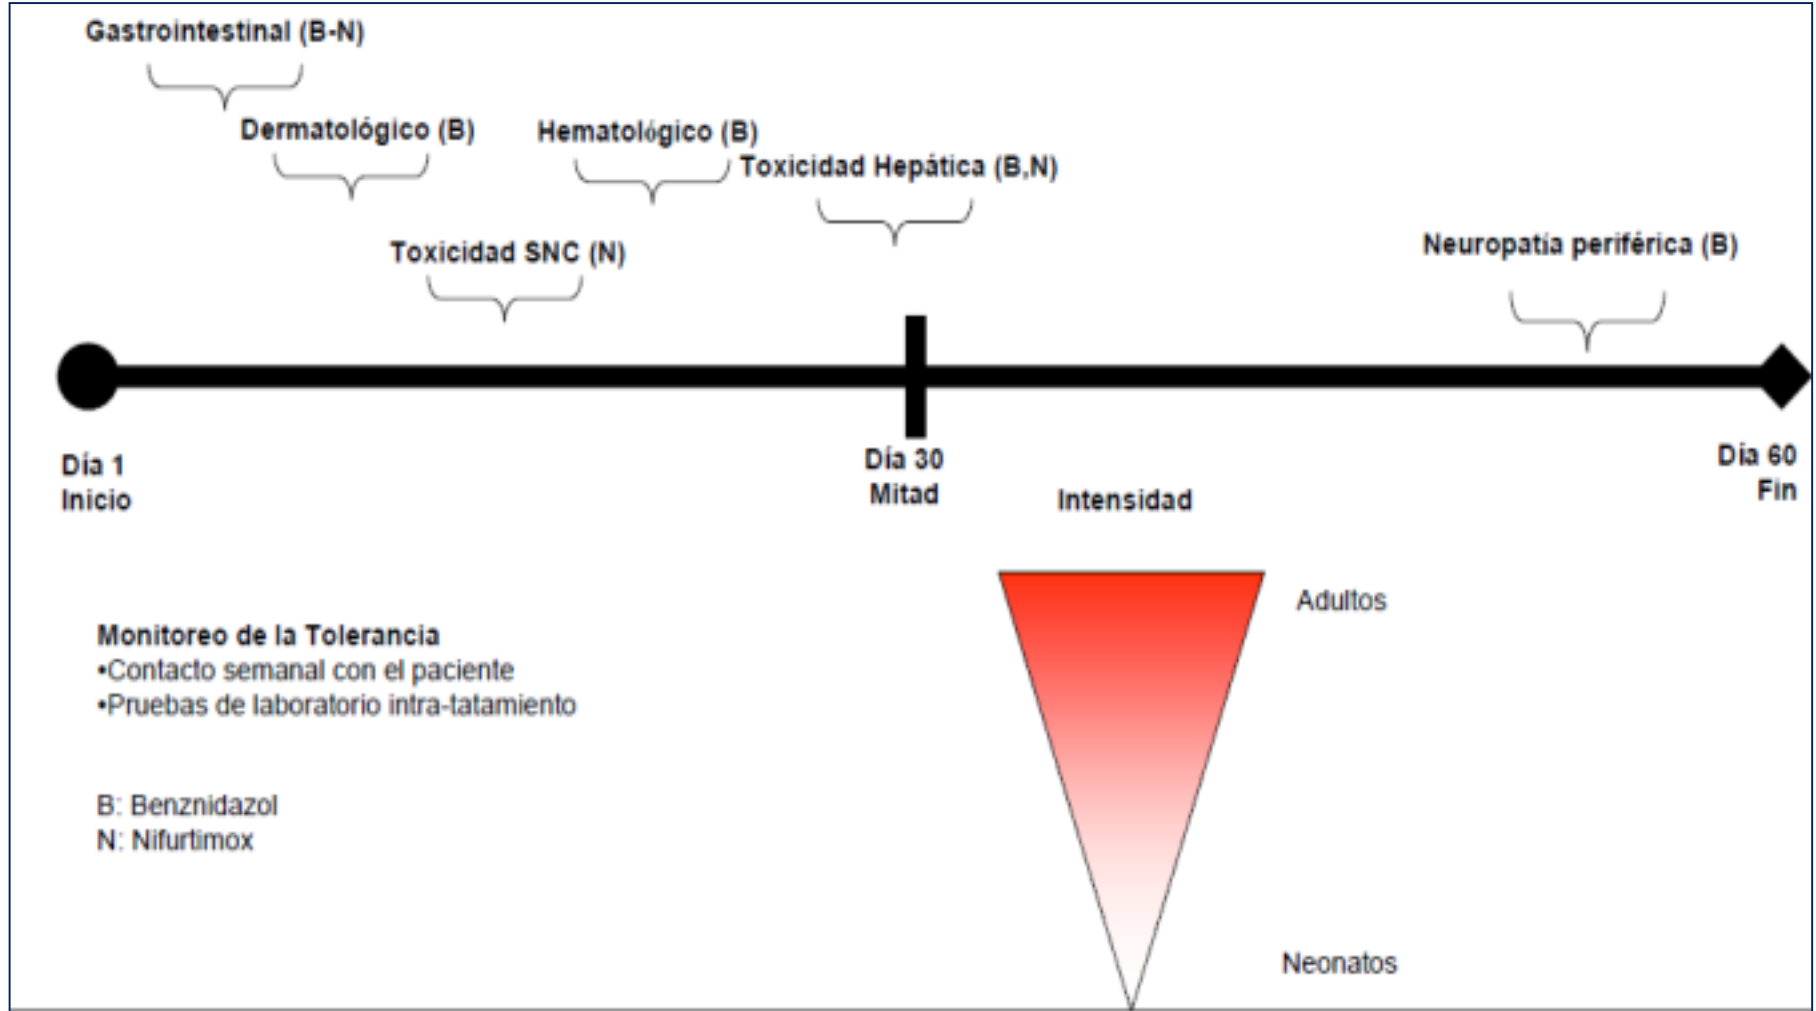 Gastrointestinal (B-N)
Dermatológico (B)
Hematológico (B)
Toxicidad Hepática (B,N)
Toxicidad SNC (N)
Neuropatía periférica (B)
Día 1
Inicio
Día 30
Mitad
Día 60
Fin
Intensidad
Adultos
Monitoreo de la Tolerancia
•Contacto semanal con el paciente
•Pruebas de laboratorio intra-tatamiento
B: Benznidazol
N: Nifurtimox
Neonatos